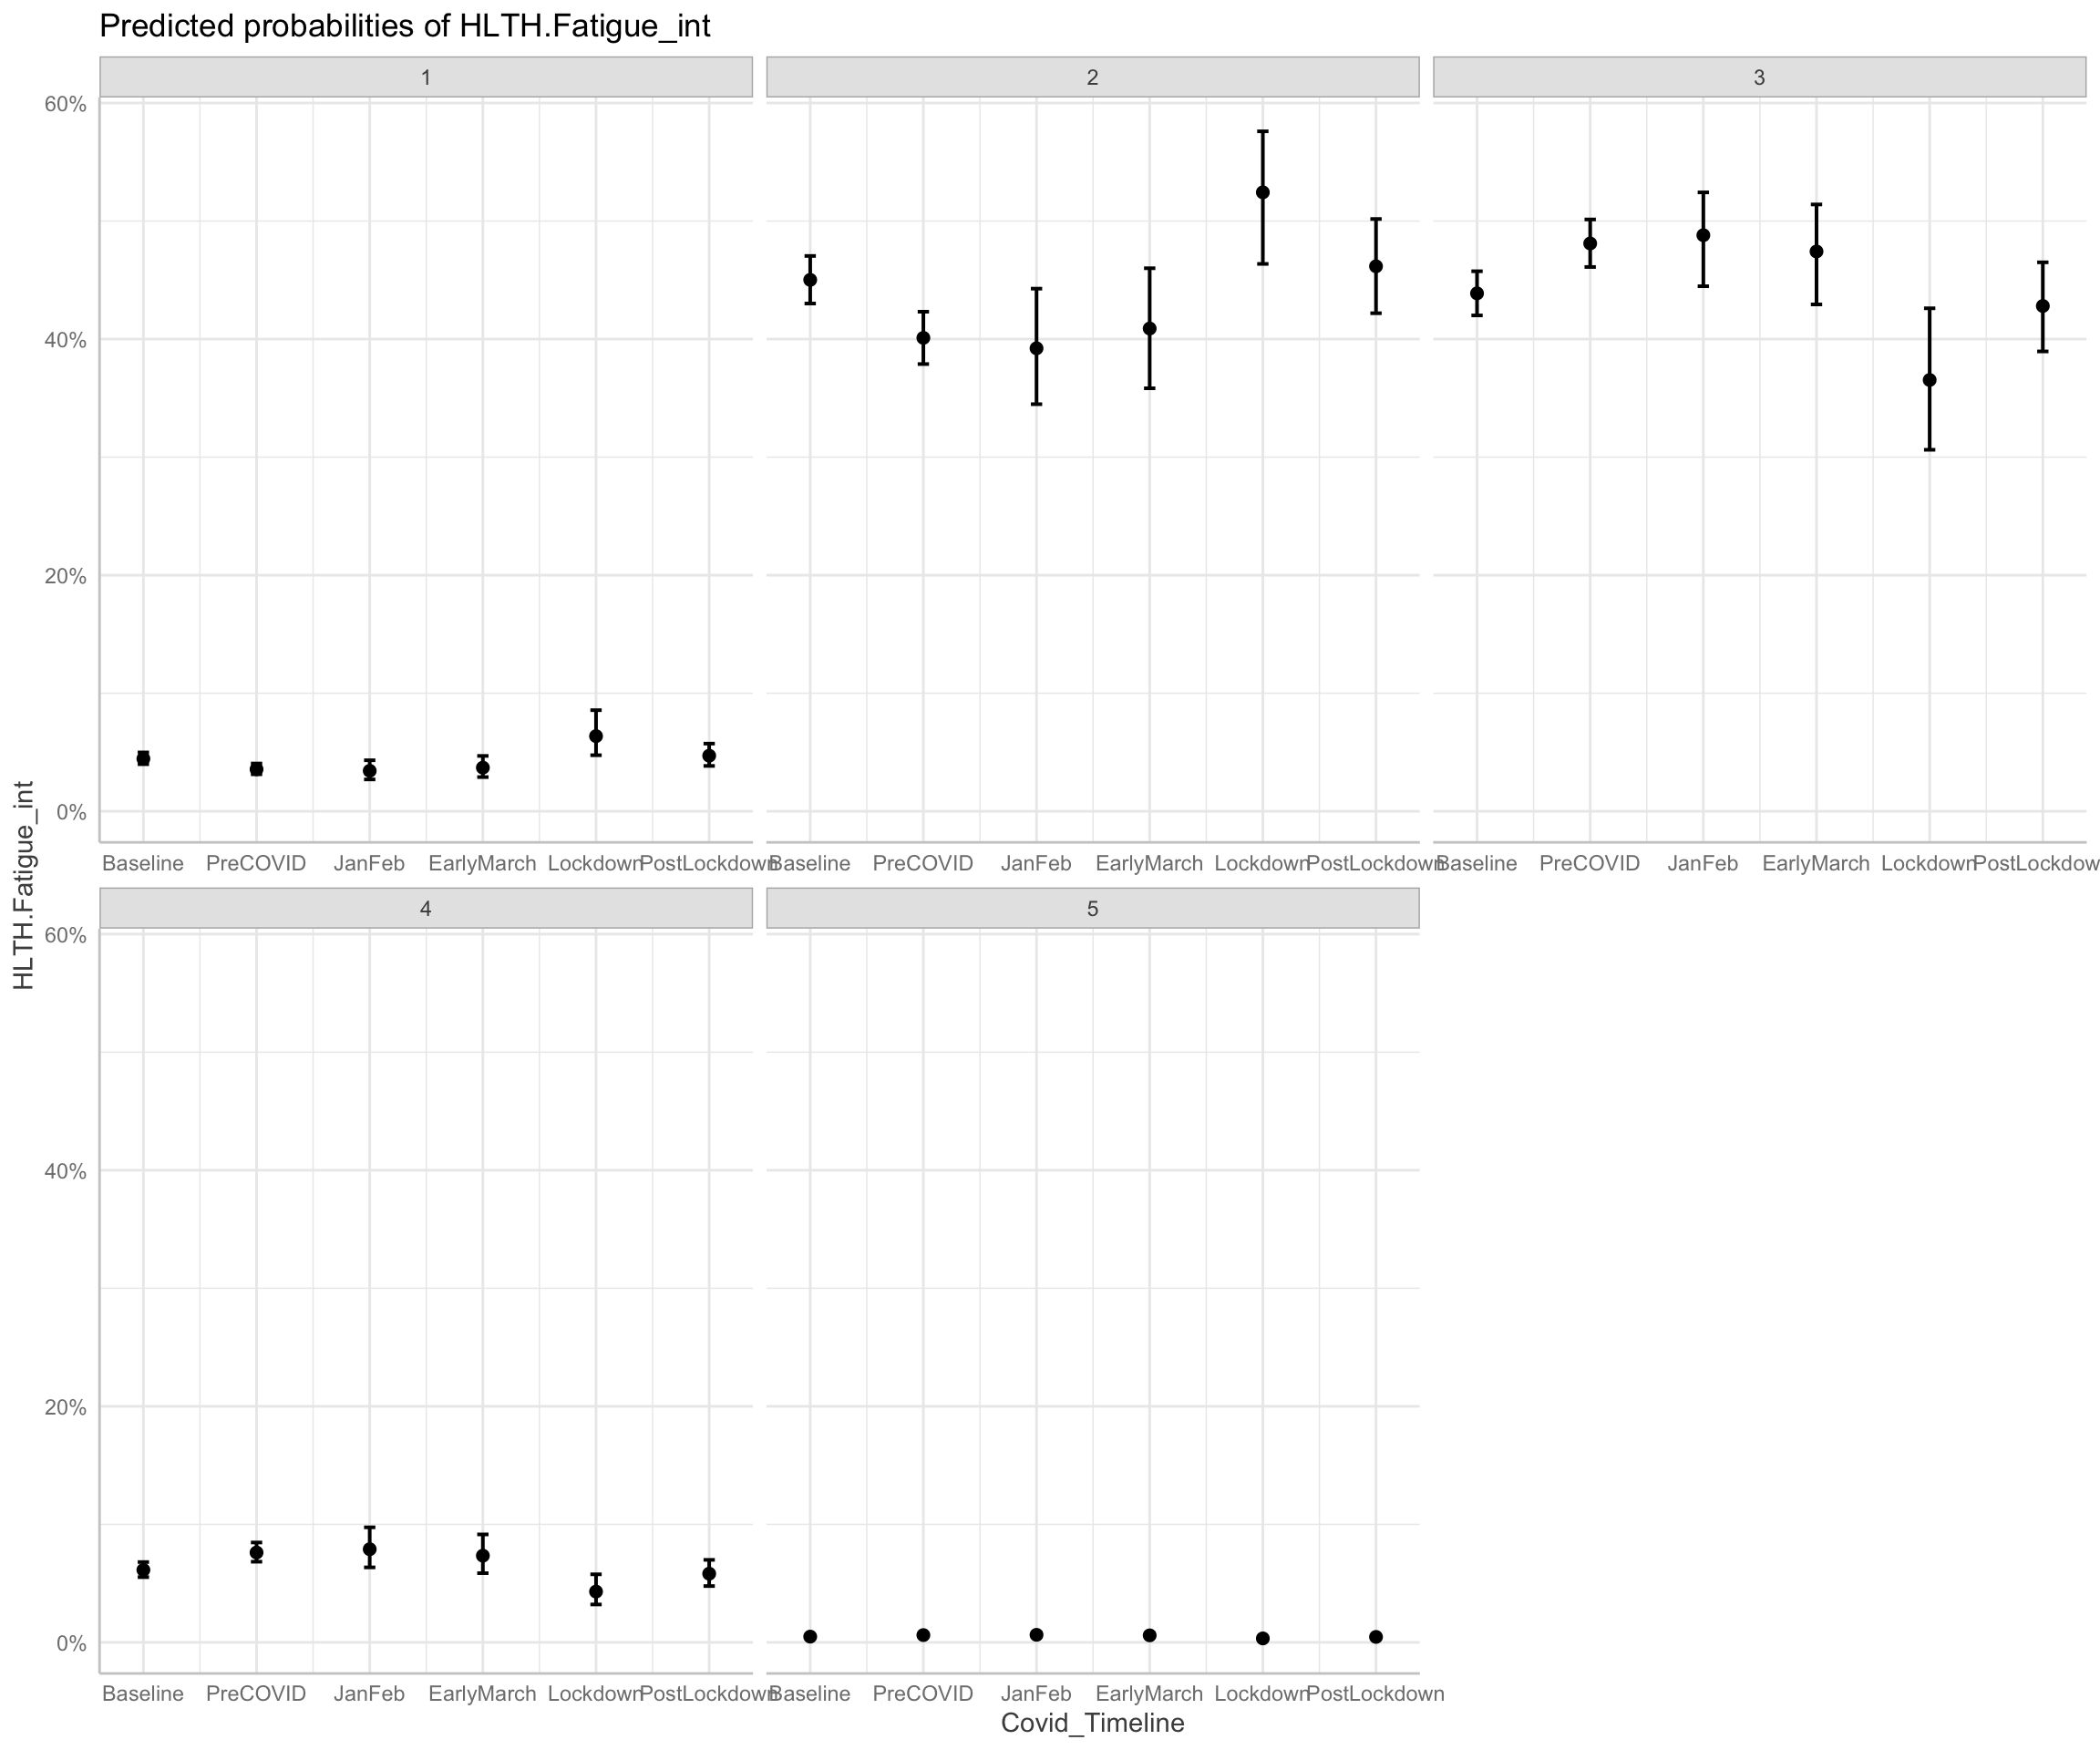 Predicted probabilities of HLTH.Fatigue_int
1 2 3
60%
40%
20%
0%
Baseline PreCOVID JanFeb EarlyMarch Lockdown PostLockdown Baseline PreCOVID JanFeb EarlyMarch Lockdown PostLockdown Baseline PreCOVID JanFeb EarlyMarch Lockdown PostLockdow
4 5
60%
40%
20%
0%
Baseline PreCOVID JanFeb EarlyMarch Lockdown PostLockdown Baseline PreCOVID JanFeb EarlyMarch Lockdown PostLockdown
Covid_Timeline
HLTH.Fatigue_int